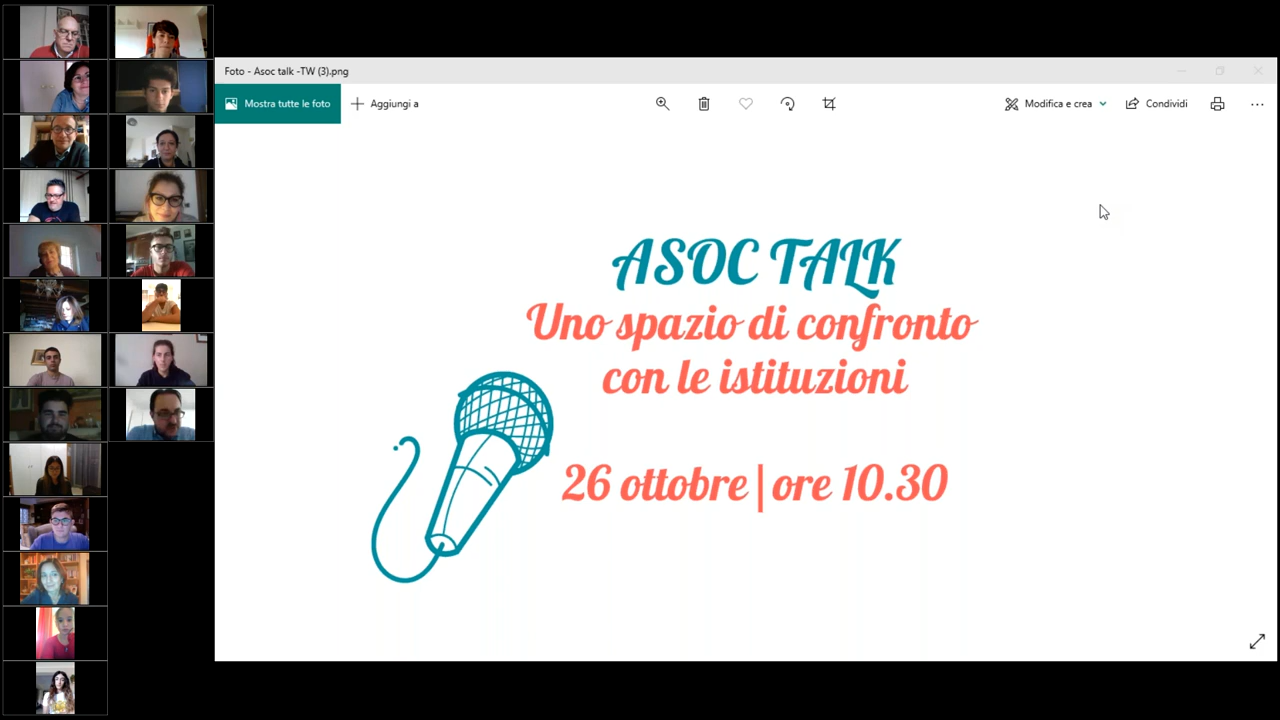 Foto - Asoc talk -TW (3).png
Mostra tutte le foto
Aggiungi a
Modifica e crea
Condividi
ASOC TALK
Uno spazio di confronto
con le istituzioni
26 ottobre|ore 10.30